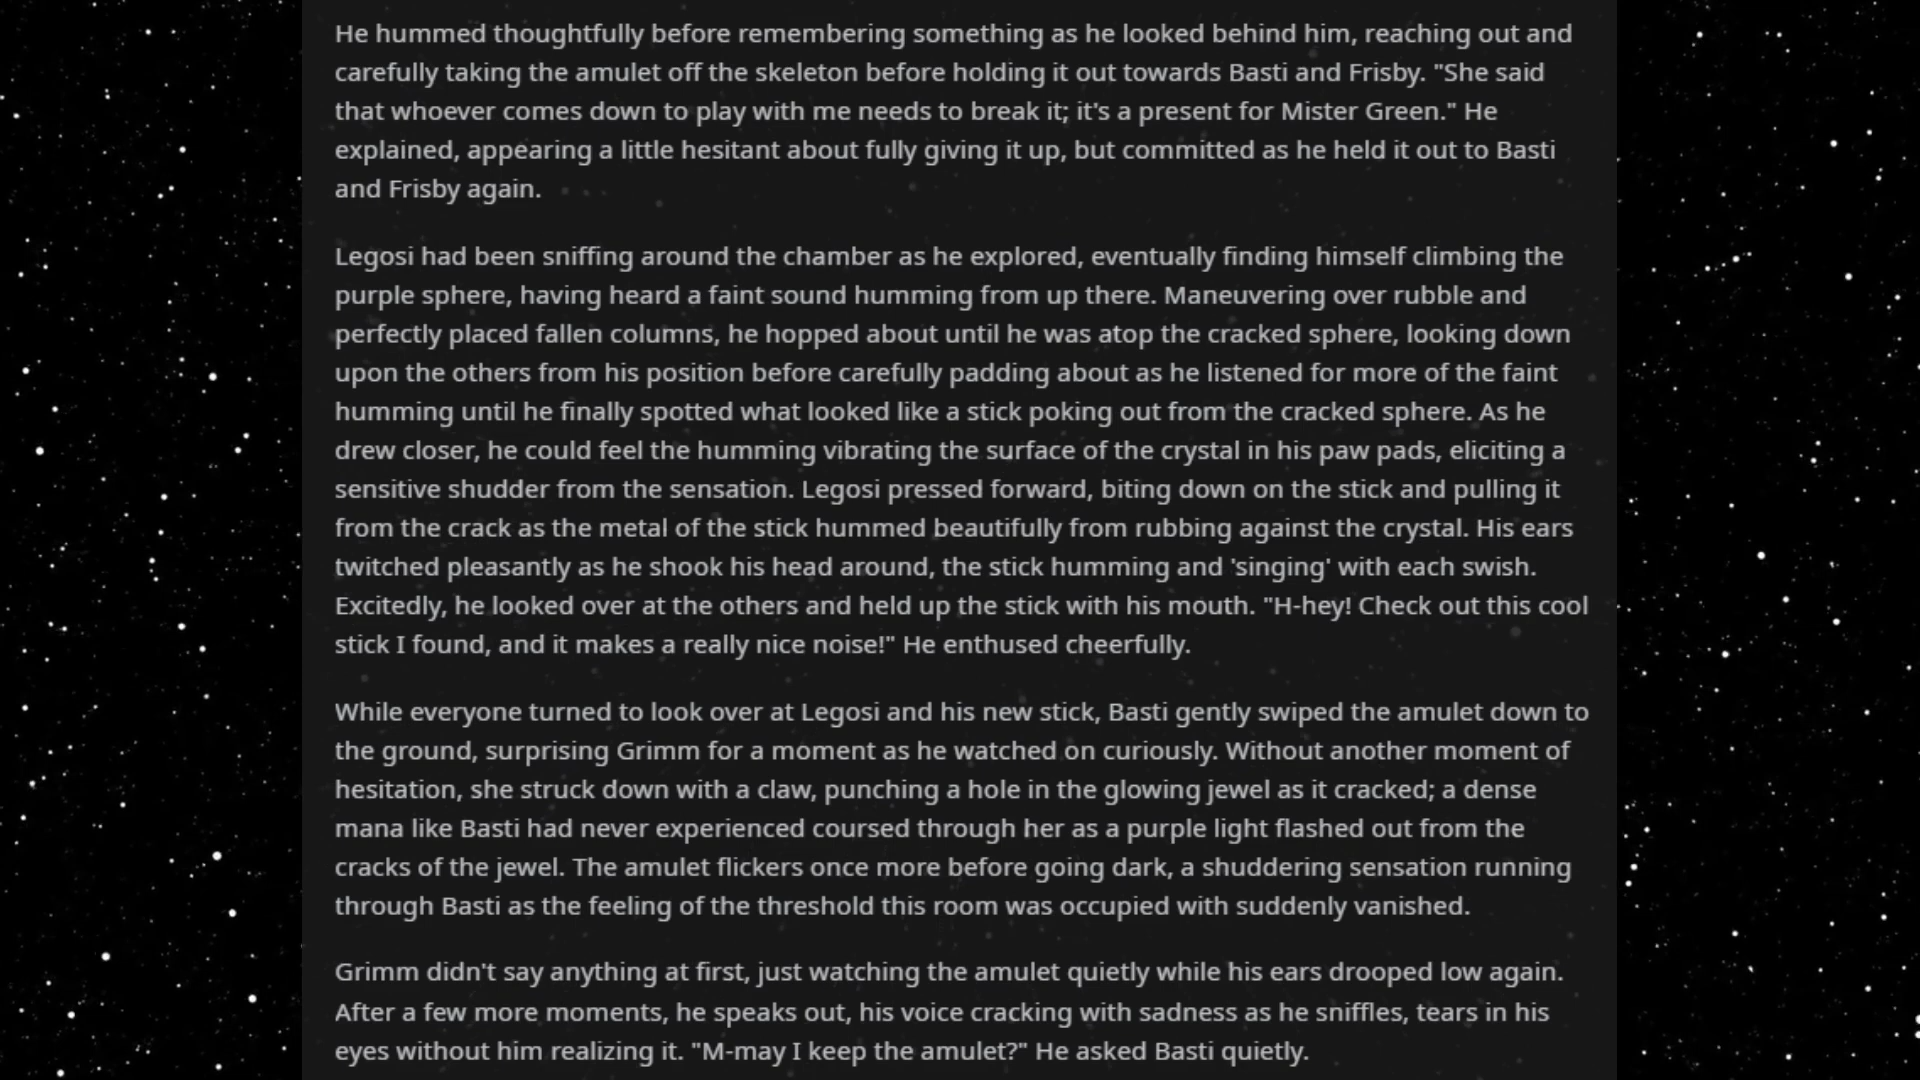 He hummed thoughtfully before remembering something as he looked behind him, reaching out and
carefully taking the amulet off the skeleton before holding it out towards Basti and Frisby. "She said
that whoever comes down to play with me needs to break it; it's a present for Mister Green." He
explained, appearing a little hesitant about fully giving it up, but committed as he held it out to Basti
and Frisby again.
Legosi had been sniffing around the chamber as he explored, eventually finding himself climbing the
purple sphere, having heard a faint sound humming from up there. Maneuvering over rubble and
perfectly placed fallen columns, he hopped about until he was atop the cracked sphere, looking down
upon the others from his position before carefully padding about as he listened for more of the faint
humming until he finally spotted what looked like a stick poking out from the cracked sphere. As he
drew closer, he could feel the humming vibrating the surface of the crystal in his paw pads, eliciting a
sensitive shudder from the sensation. Legosi pressed forward, biting down on the stick and pulling it
from the crack as the metal of the stick hummed beautifully from rubbing against the crystal. His ears
twitched pleasantly as he shook his head around, the stick humming and 'singing' with each swish.
Excitedly, he looked over at the others and held up the stick with his mouth. "H-hey! Check out this cool
stick I found, and it makes a really nice noise!" He enthused cheerfully.
While everyone turned to look over at Legosi and his new stick, Basti gently swiped the amulet down to
the ground, surprising Grimm for a moment as he watched on curiously. Without another moment of
hesitation, she struck down with a claw, punching a hole in the glowing jewel as it cracked; a dense
mana like Basti had never experienced coursed through her as a purple light flashed out from the
cracks of the jewel. The amulet flickers once more before going dark, a shuddering sensation running
through Basti as the feeling of the threshold this room was occupied with suddenly vanished.
Grimm didn't say anything at first, just watching the amulet quietly while his ears drooped low again.
After a few more moments, he speaks out, his voice cracking with sadness as he sniffles, tears in his
eyes without him realizing it. "M-may I keep the amulet?" He asked Basti quietly.